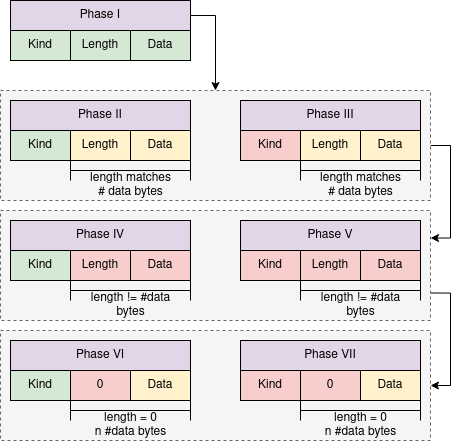 Phase I
Kind Length Data
Phase II Phase III
Kind Length Data Kind Length Data
length matches length matches
# data bytes # data bytes
Phase IV Phase V
Kind Length Data Kind Length Data
length != #data length != #data
bytes bytes
Phase VI Phase VII
Kind 0 Data Kind 0 Data
length = 0 length = 0
n #data bytes n #data bytes